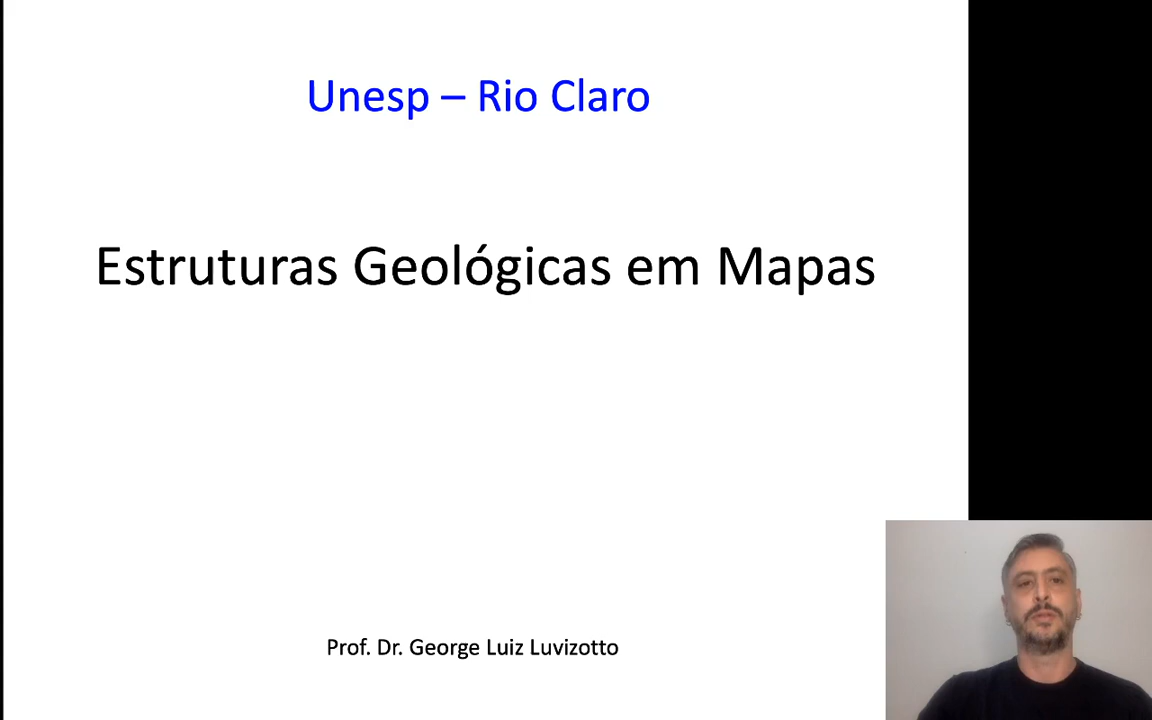 Unesp – Rio Claro
Estruturas Geológicas em Mapas
Prof. Dr. George Luiz Luvizotto